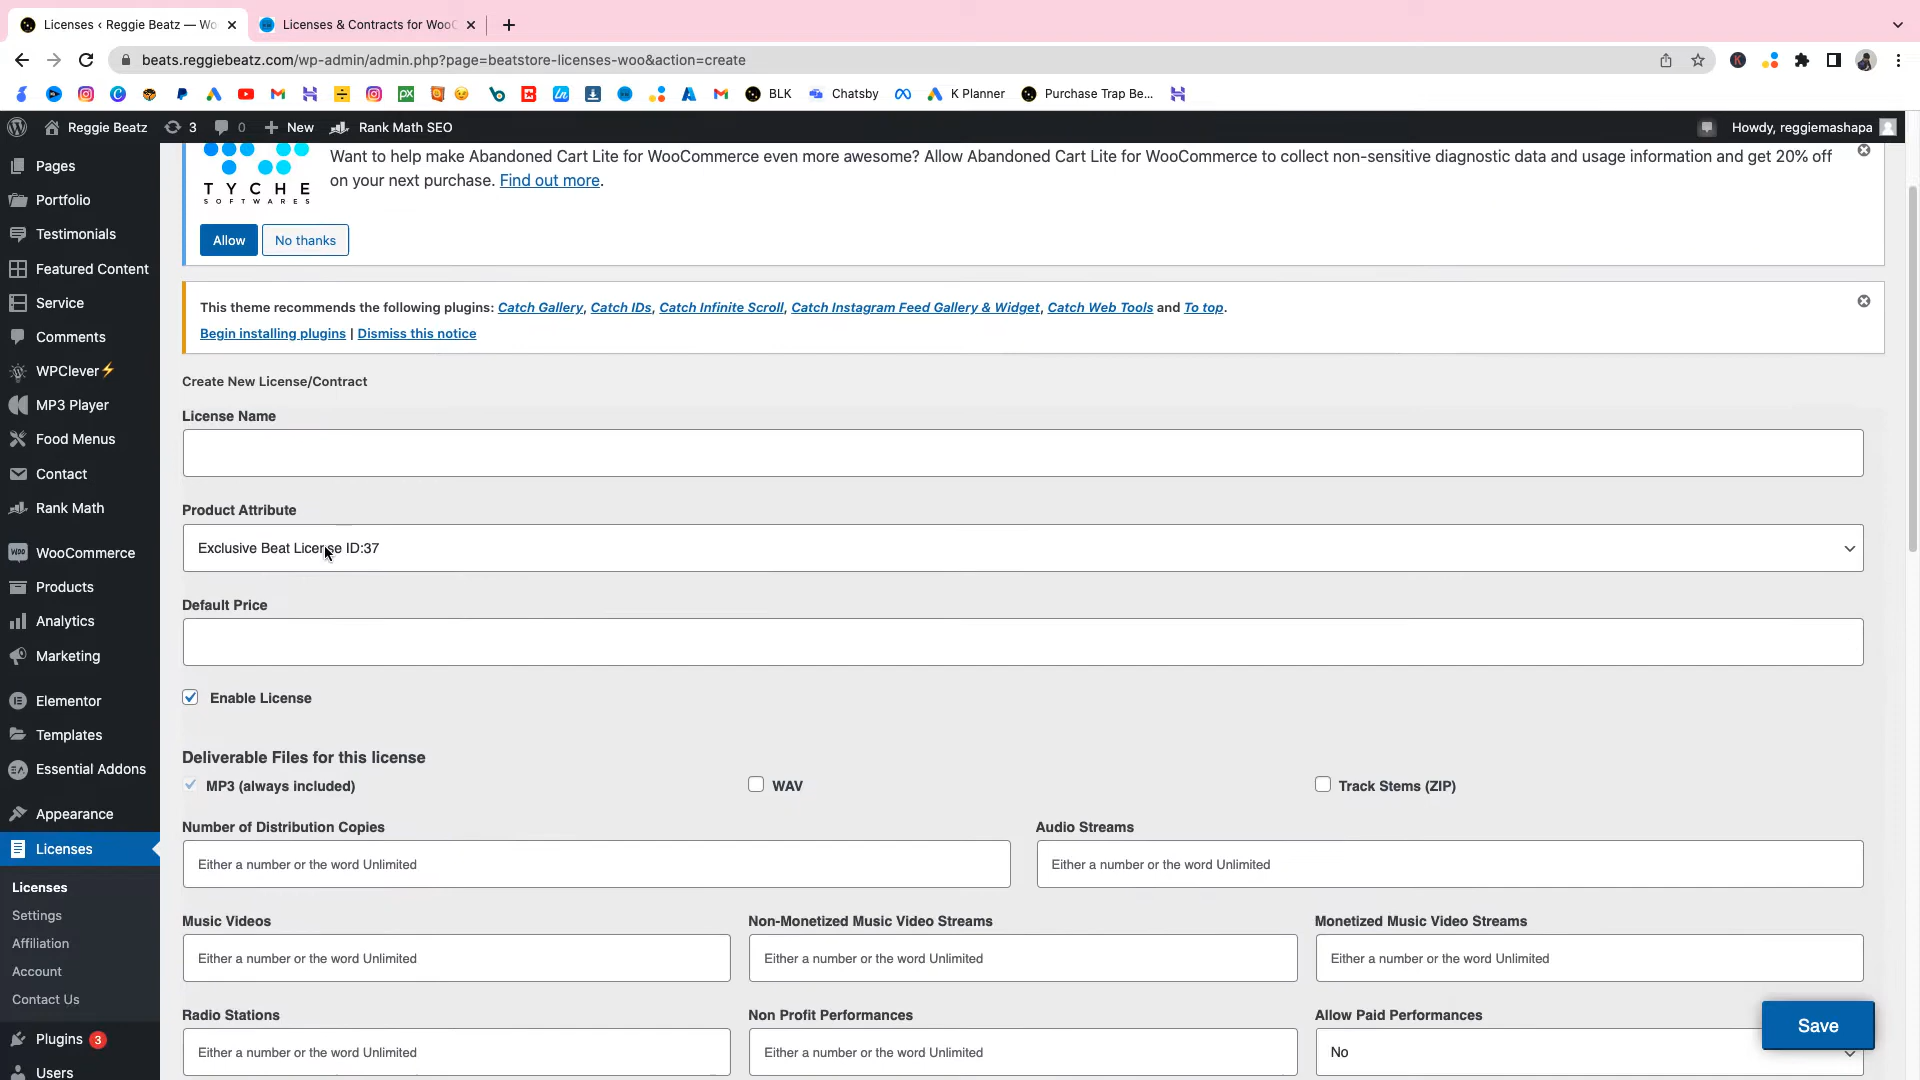 Licenses ‹ Reggie Beatz — Wo
Licenses & Contracts for WooC
beats.reggiebeatz.com/wp-admin/admin.php?page=beatstore-licenses-woo&action=create
BLK
Chatsby
K Planner
Purchase Trap Be...
Reggie Beatz
3
0
New
Rank Math SEO
Howdy, reggiemashapa
Pages
Portfolio
Testimonials
Featured Content
Service
Comments
WPClever⚡
MP3 Player
Food Menus
Contact
Rank Math
WooCommerce
Products
Analytics
Marketing
Elementor
Templates
Essential Addons
Appearance
Licenses
Licenses
Settings
Affiliation
Account
Contact Us
Plugins 3
Users
TYCHE
SOFTWARES
Want to help make Abandoned Cart Lite for WooCommerce even more awesome? Allow Abandoned Cart Lite for WooCommerce to collect non-sensitive diagnostic data and usage information and get 20% off
on your next purchase. Find out more.
Allow
No thanks
This theme recommends the following plugins: Catch Gallery, Catch IDs, Catch Infinite Scroll, Catch Instagram Feed Gallery & Widget, Catch Web Tools and To top.
Begin installing plugins | Dismiss this notice
Create New License/Contract
License Name
Product Attribute
Exclusive Beat License ID:37
Default Price
Enable License
Deliverable Files for this license
MP3 (always included)
WAV
Track Stems (ZIP)
Number of Distribution Copies
Audio Streams
Either a number or the word Unlimited
Either a number or the word Unlimited
Music Videos
Non-Monetized Music Video Streams
Monetized Music Video Streams
Either a number or the word Unlimited
Either a number or the word Unlimited
Either a number or the word Unlimited
Radio Stations
Non Profit Performances
Allow Paid Performances
Either a number or the word Unlimited
Either a number or the word Unlimited
No
Save